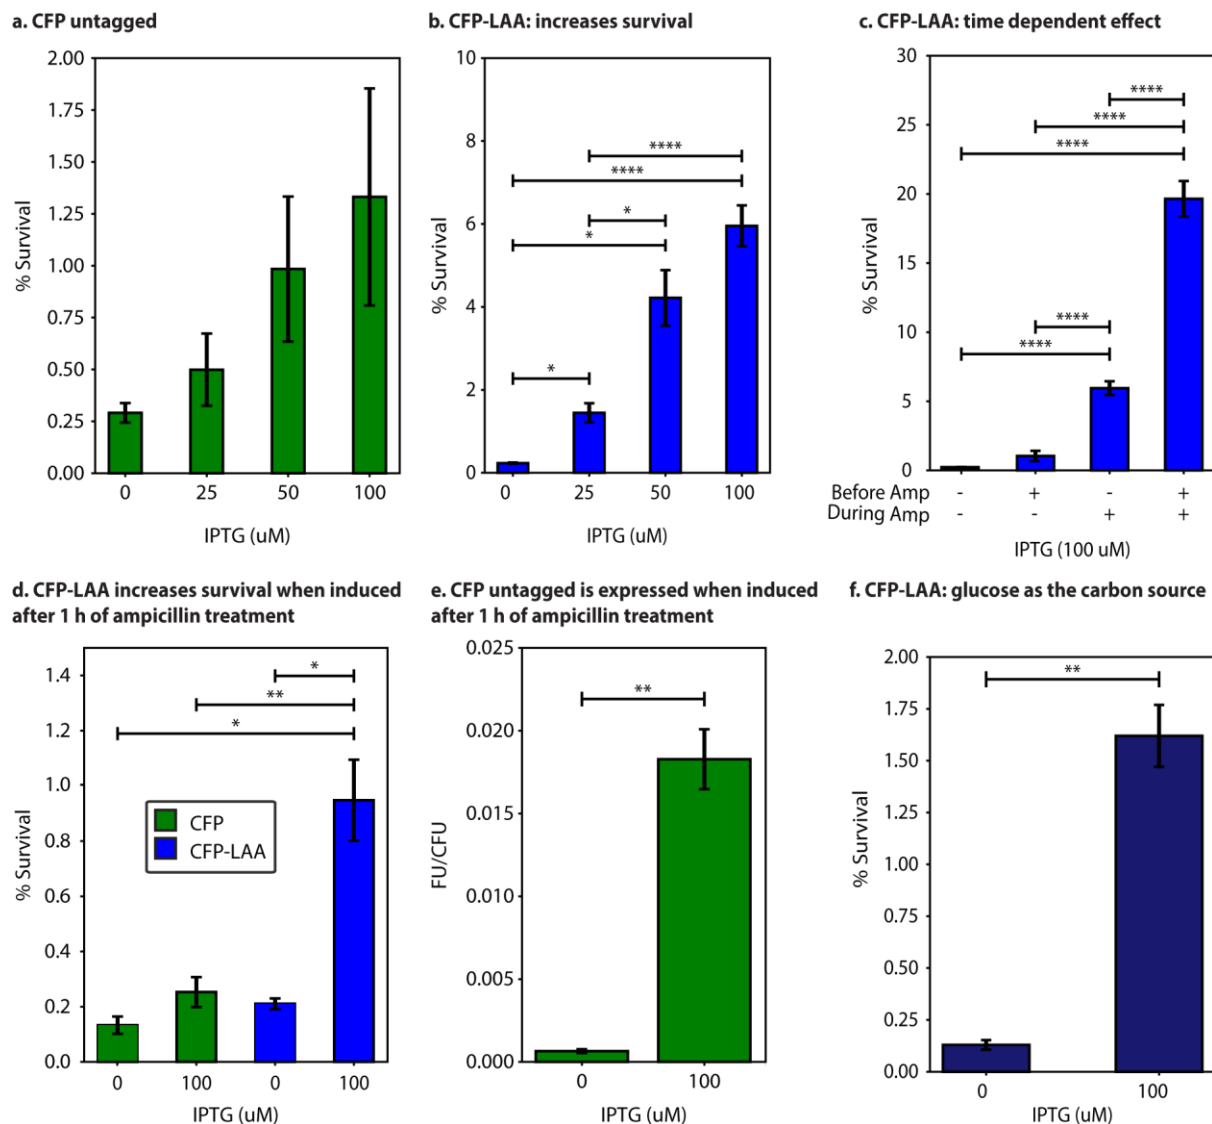 a. CFP untagged
% Survival
2.00
1.75
1.50
1.25
1.00
0.75
0.50
0.25
0.00
0 25 50 100
IPTG (uM)
b. CFP-LAA: increases survival
% Survival
10
8
6
4
2
0
****
****
*
*
*
0 25 50 100
IPTG (uM)
c. CFP-LAA: time dependent effect
% Survival
30
25
20
15
10
5
0
****
****
****
****
****
Before Amp - + - +
During Amp - - + +
IPTG (100 uM)
d. CFP-LAA increases survival when induced
after 1 h of ampicillin treatment
% Survival
1.4
1.2
1.0
0.8
0.6
0.4
0.2
0.0
*
**
*
CFP
CFP-LAA
0 100 0 100
IPTG (uM)
e. CFP untagged is expressed when induced
after 1 h of ampicillin treatment
FU/CFU
0.025
0.020
0.015
0.010
0.005
0.000
**
0 100
IPTG (uM)
f. CFP-LAA: glucose as the carbon source
% Survival
2.00
1.75
1.50
1.25
1.00
0.75
0.50
0.25
0.00
**
0 100
IPTG (uM)